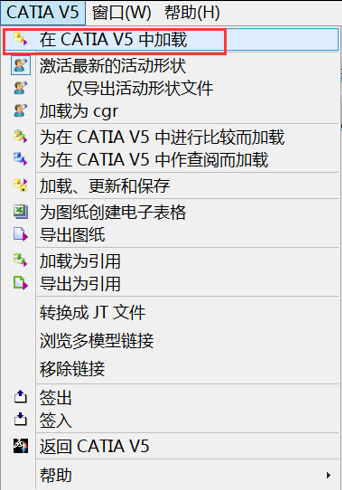 CATIA V5 窗口(W) 帮助(H)
在 CATIA V5 中加载
激活最新的活动形状
仅导出活动形状文件
加载为 cgr
为在 CATIA V5 中进行比较而加载
为在 CATIA V5 中作查阅而加载
加载、更新和保存
为图纸创建电子表格
导出图纸
加载为引用
导出为引用
转换成 JT 文件
浏览多模型链接
移除链接
签出
签入
返回 CATIA V5
帮助